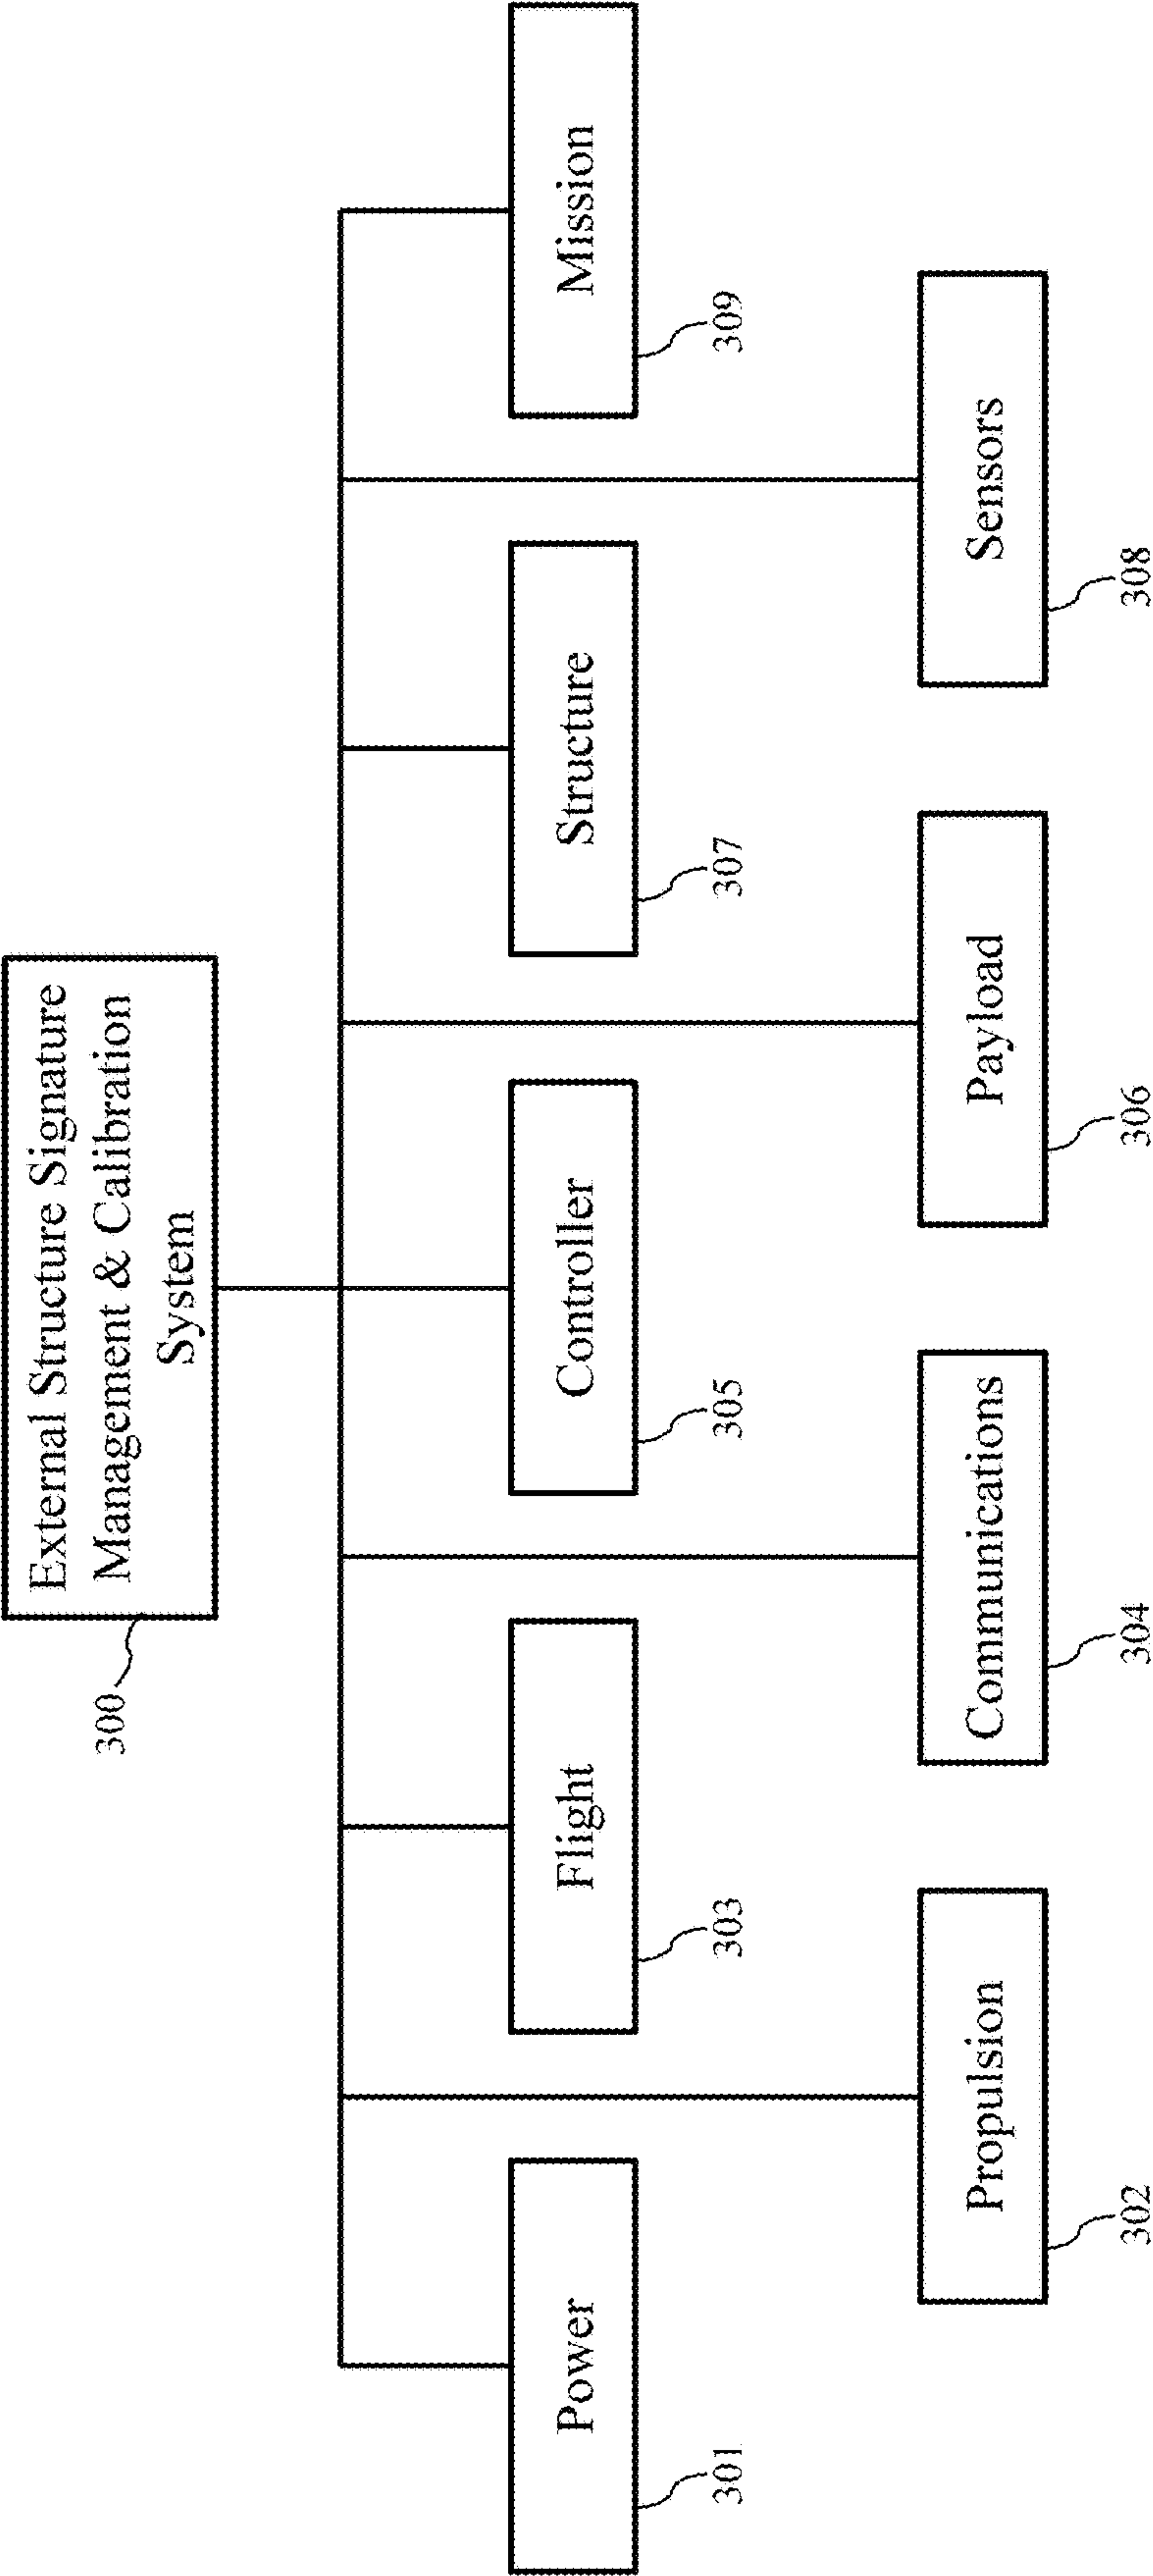 External Structure Signature
Management & Calibration
System
300
Power
301
Flight
303
Controller
305
Structure
307
Mission
309
Propulsion
302
Communications
304
Payload
306
Sensors
308